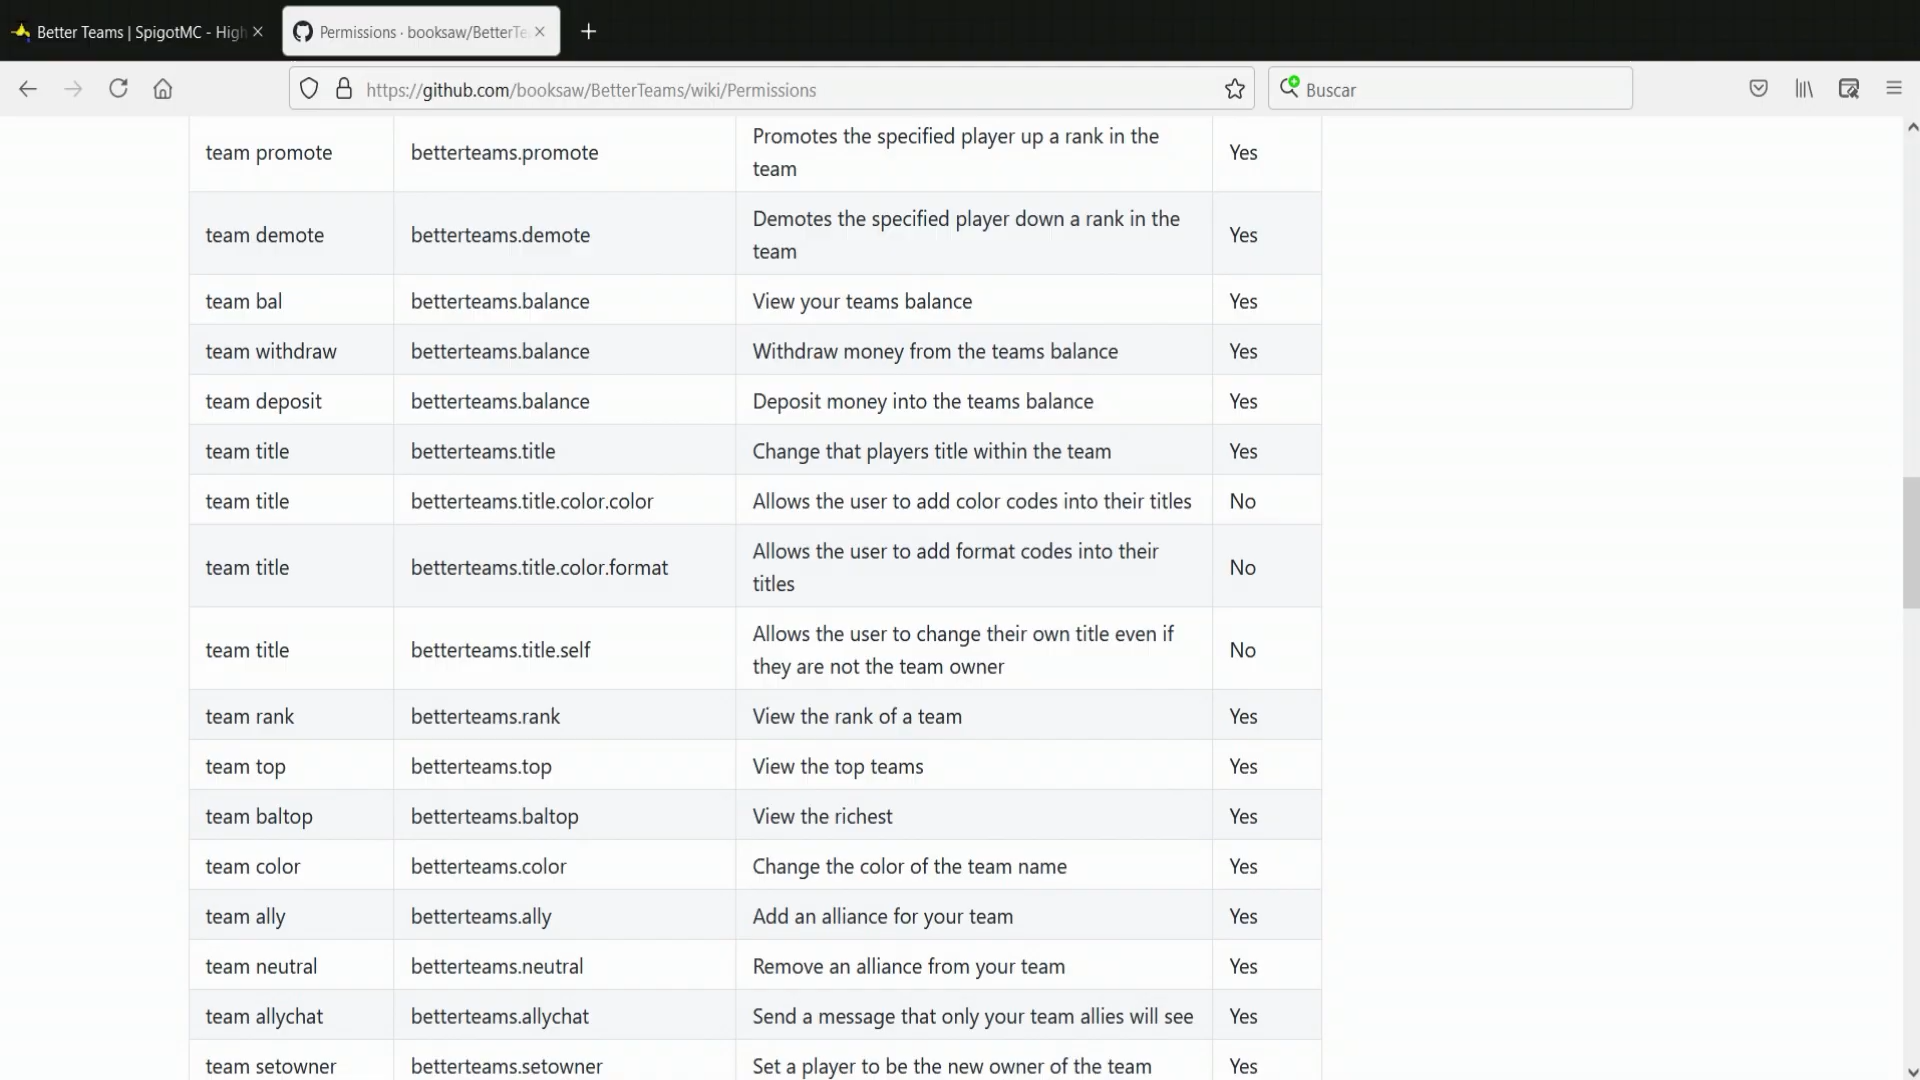 Better Teams | SpigotMC - High
Permissions · booksaw/BetterTe
https://github.com/booksaw/BetterTeams/wiki/Permissions
Buscar
team promote betterteams.promote Promotes the specified player up a rank in the Yes
team
team demote betterteams.demote Demotes the specified player down a rank in the Yes
team
team bal betterteams.balance View your teams balance Yes
team withdraw betterteams.balance Withdraw money from the teams balance Yes
team deposit betterteams.balance Deposit money into the teams balance Yes
team title betterteams.title Change that players title within the team Yes
team title betterteams.title.color.color Allows the user to add color codes into their titles No
team title betterteams.title.color.format Allows the user to add format codes into their No
titles
team title betterteams.title.self Allows the user to change their own title even if No
they are not the team owner
team rank betterteams.rank View the rank of a team Yes
team top betterteams.top View the top teams Yes
team baltop betterteams.baltop View the richest Yes
team color betterteams.color Change the color of the team name Yes
team ally betterteams.ally Add an alliance for your team Yes
team neutral betterteams.neutral Remove an alliance from your team Yes
team allychat betterteams.allychat Send a message that only your team allies will see Yes
team setowner betterteams.setowner Set a player to be the new owner of the team Yes